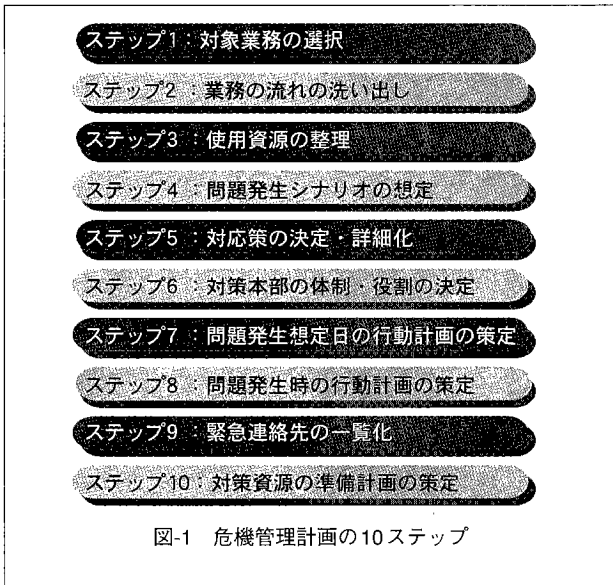 ステップ1：対象業務の選択
ステップ2：業務の流れの洗い出し
ステップ3：使用資源の整理
ステップ4：問題発生シナリオの想定
ステップ5：対応策の決定・詳細化
ステップ6：対策本部の体制・役割の決定
ステップ7：問題発生想定日の行動計画の策定
ステップ8：問題発生時の行動計画の策定
ステップ9：緊急連絡先の一覧化
ステップ10：対策資源の準備計画の策定
図-1　危機管理計画の10ステップ